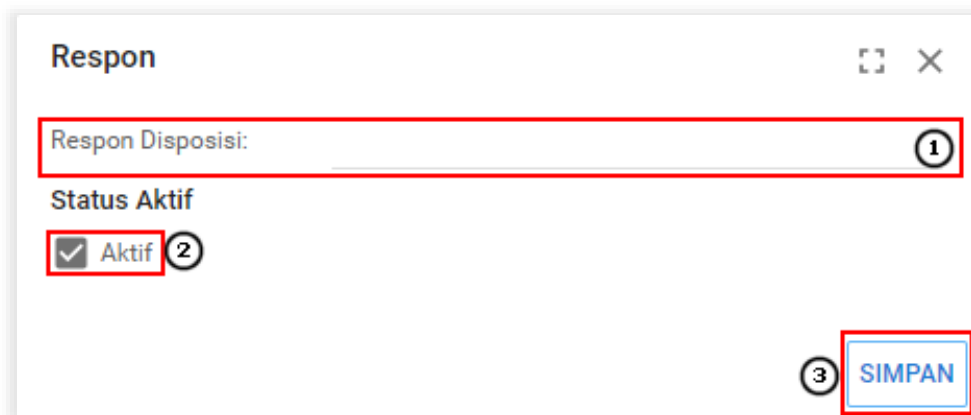 Respon
Respon Disposisi: 1
Status Aktif
Aktif 2
3 SIMPAN